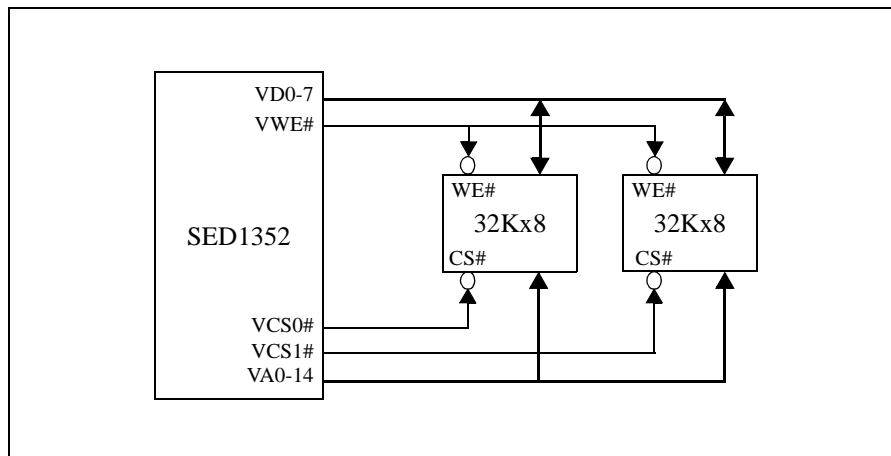 VD0-7
VWE#
WE#
WE#
32Kx8
32Kx8
SED1352
CS#
CS#
VCS0#
VCS1#
VA0-14